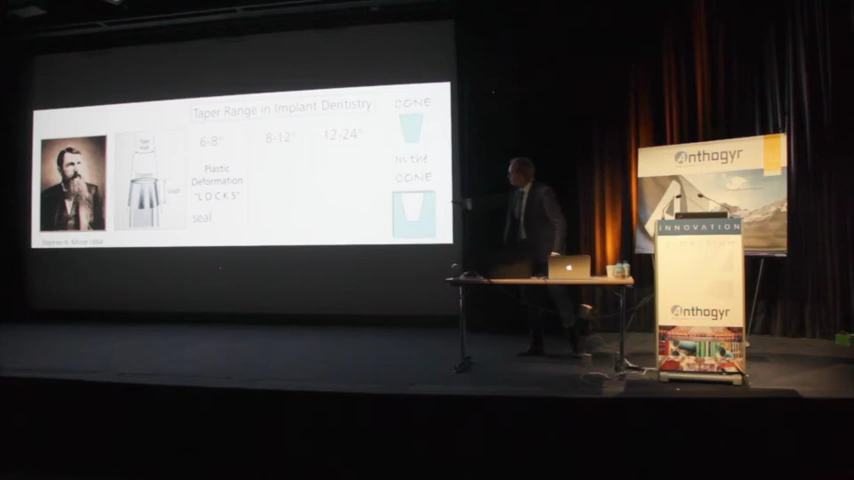 Taper Range in Implant Dentistry
6-8°
8-12°
12-24°
Plastic
Deformation
"LOCKS"
seal
CONE
In the
CONE
Anthogyr
INNOVATION
Anthogyr